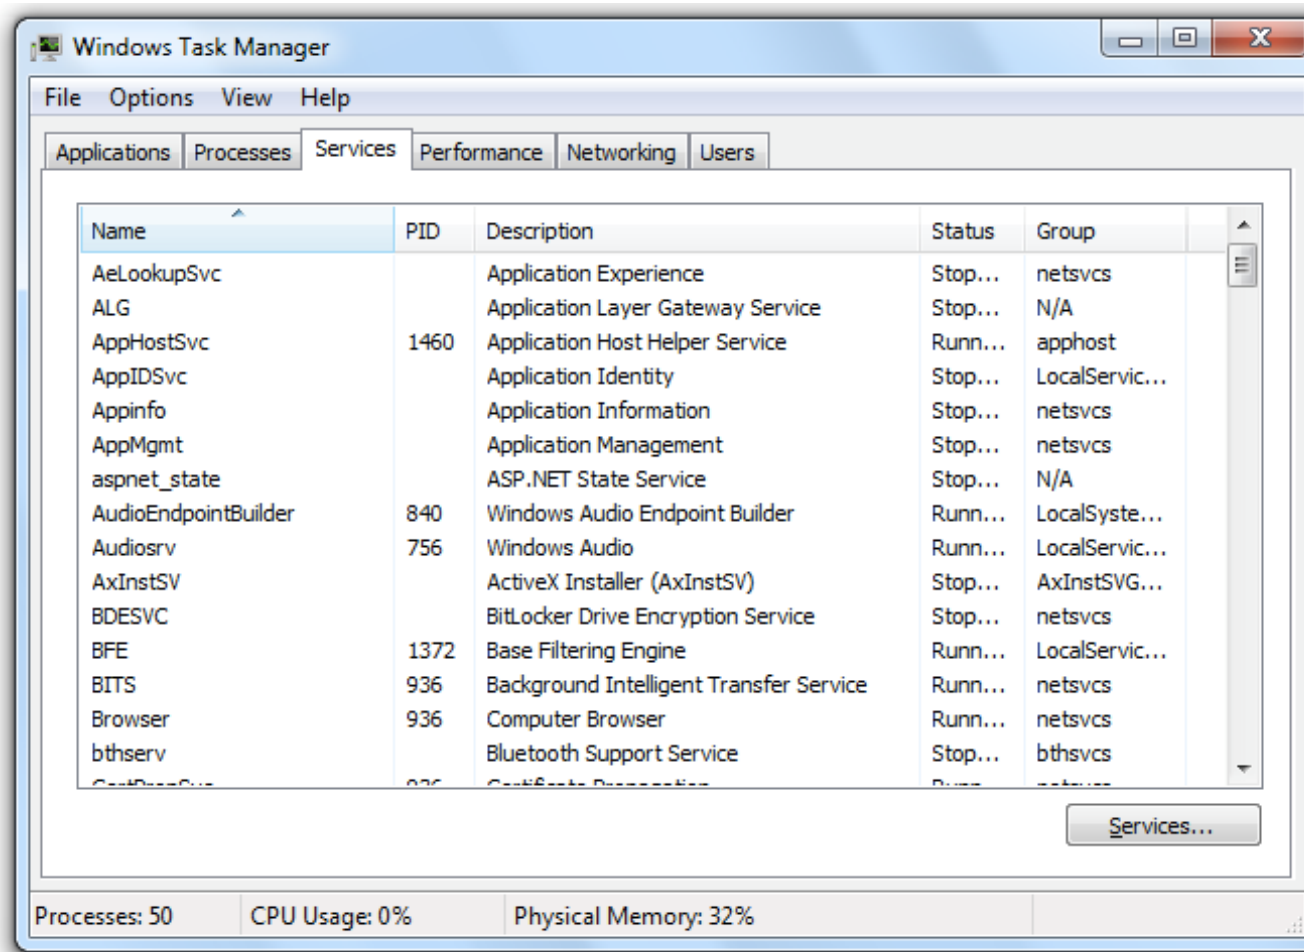 Windows Task Manager
File Options View Help
Applications Processes Services Performance Networking Users
Name PID Description Status Group
AeLookupSvc Application Experience Stop... netsvcs
ALG Application Layer Gateway Service Stop... N/A
AppHostSvc 1460 Application Host Helper Service Runn... apphost
AppIDSvc Application Identity Stop... LocalServic...
Appinfo Application Information Stop... netsvcs
AppMgmt Application Management Stop... netsvcs
aspnet_state ASP.NET State Service Stop... N/A
AudioEndpointBuilder 840 Windows Audio Endpoint Builder Runn... LocalSyste...
Audiosrv 756 Windows Audio Runn... LocalServic...
AxInstSV ActiveX Installer (AxInstSV) Stop... AxInstSVG...
BDESVC BitLocker Drive Encryption Service Stop... netsvcs
BFE 1372 Base Filtering Engine Runn... LocalServic...
BITS 936 Background Intelligent Transfer Service Runn... netsvcs
Browser 936 Computer Browser Runn... netsvcs
bthserv Bluetooth Support Service Stop... bthsvcs
Services...
Processes: 50 CPU Usage: 0% Physical Memory: 32%